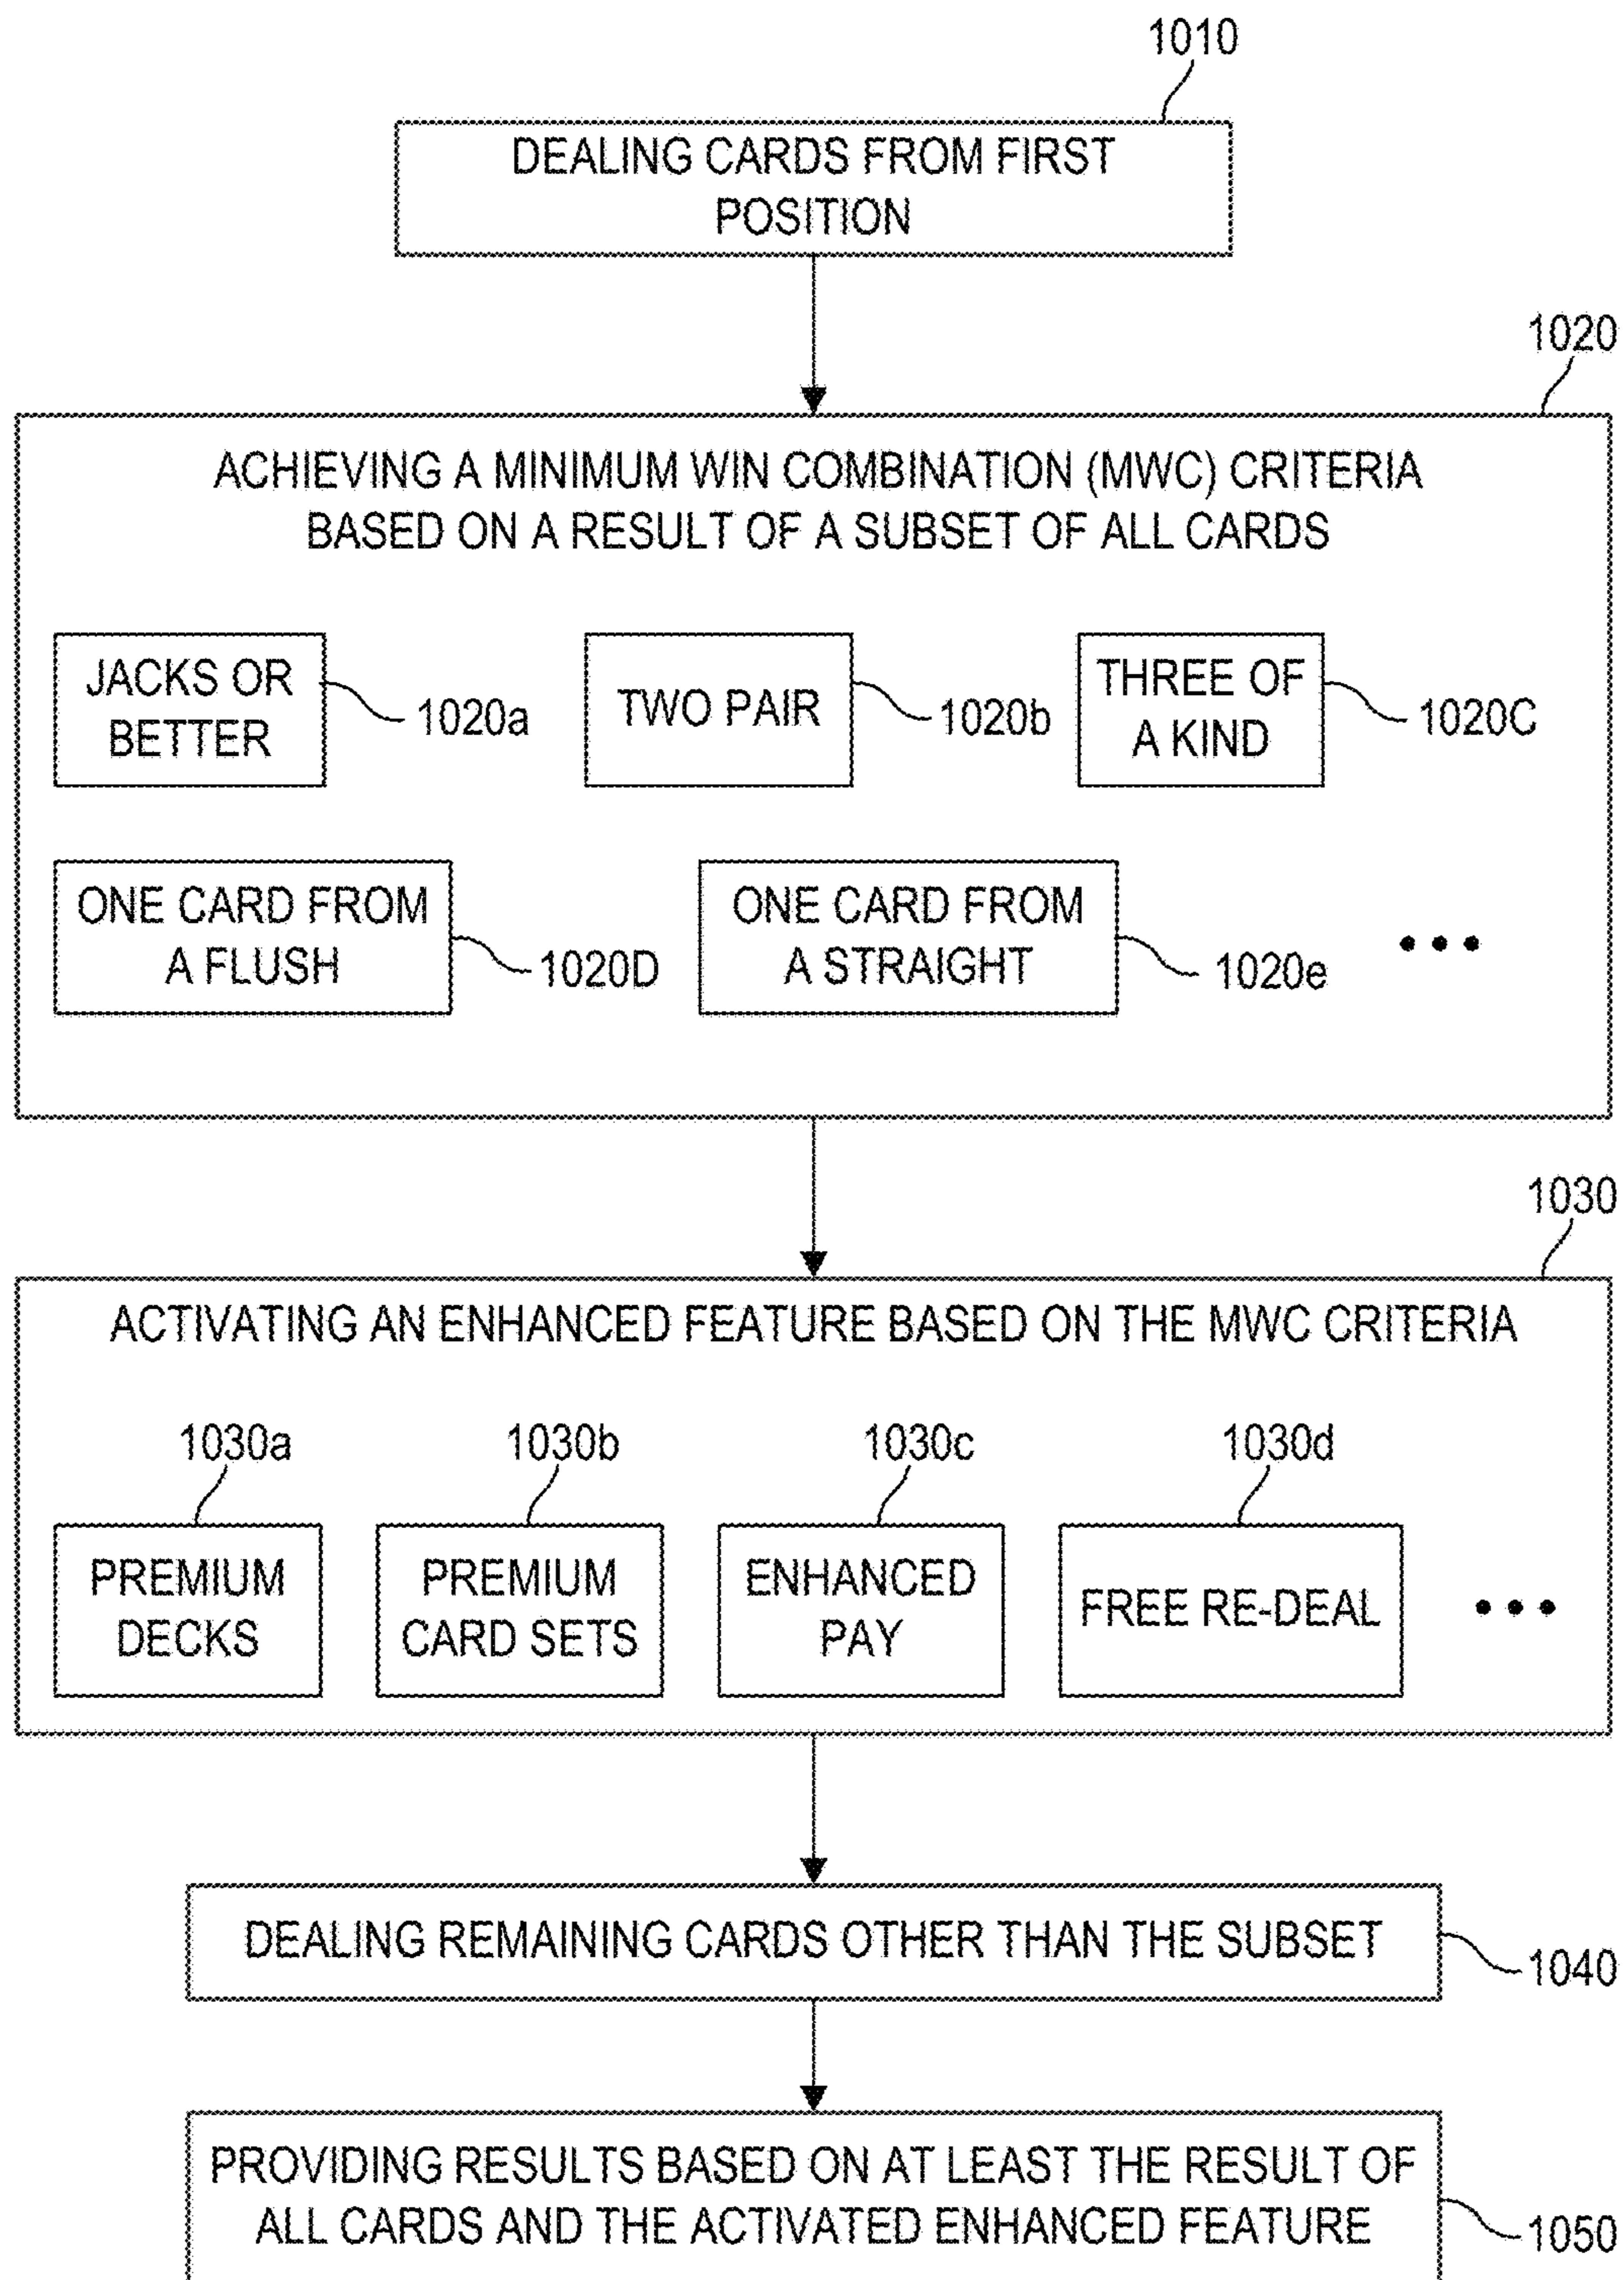 1010
DEALING CARDS FROM FIRST
POSITION
1020
ACHIEVING A MINIMUM WIN COMBINATION (MWC) CRITERIA
BASED ON A RESULT OF A SUBSET OF ALL CARDS
JACKS OR
BETTER
1020a
TWO PAIR
1020b
THREE OF
A KIND
1020C
ONE CARD FROM
A FLUSH
1020D
ONE CARD FROM
A STRAIGHT
1020e
•••
1030
ACTIVATING AN ENHANCED FEATURE BASED ON THE MWC CRITERIA
1030a
1030b
1030c
1030d
PREMIUM
DECKS
PREMIUM
CARD SETS
ENHANCED
PAY
FREE RE-DEAL
•••
DEALING REMAINING CARDS OTHER THAN THE SUBSET
1040
PROVIDING RESULTS BASED ON AT LEAST THE RESULT OF
ALL CARDS AND THE ACTIVATED ENHANCED FEATURE
1050